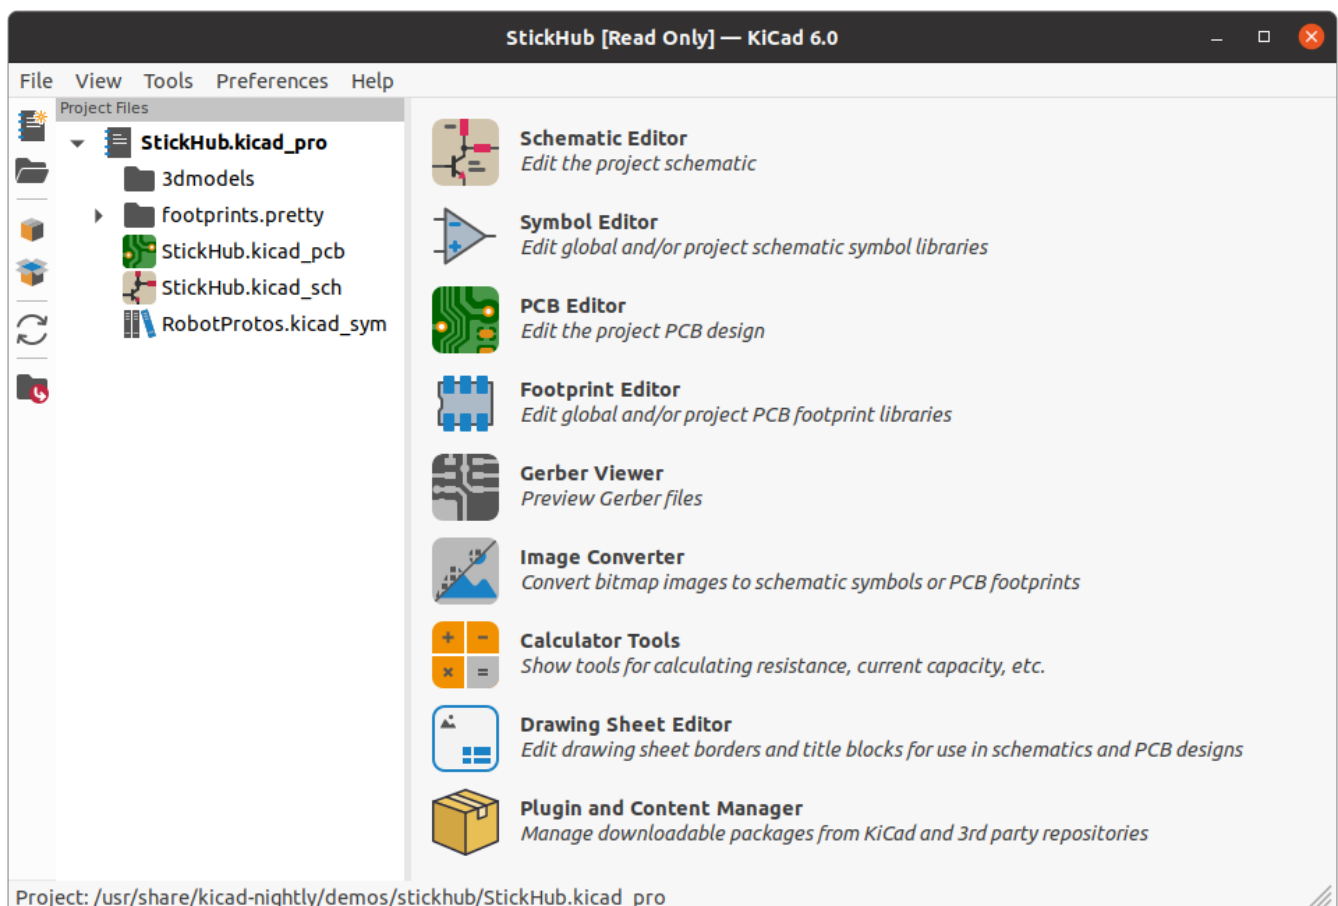 StickHub [Read Only] — KiCad 6.0
File View Tools Preferences Help
Project Files
StickHub.kicad_pro
3dmodels
footprints.pretty
StickHub.kicad_pcb
StickHub.kicad_sch
RobotProtos.kicad_sym
Schematic Editor
Edit the project schematic
Symbol Editor
Edit global and/or project schematic symbol libraries
PCB Editor
Edit the project PCB design
Footprint Editor
Edit global and/or project PCB footprint libraries
Gerber Viewer
Preview Gerber files
Image Converter
Convert bitmap images to schematic symbols or PCB footprints
Calculator Tools
Show tools for calculating resistance, current capacity, etc.
Drawing Sheet Editor
Edit drawing sheet borders and title blocks for use in schematics and PCB designs
Plugin and Content Manager
Manage downloadable packages from KiCad and 3rd party repositories
Project: /usr/share/kicad-nightly/demos/stickhub/StickHub.kicad_pro